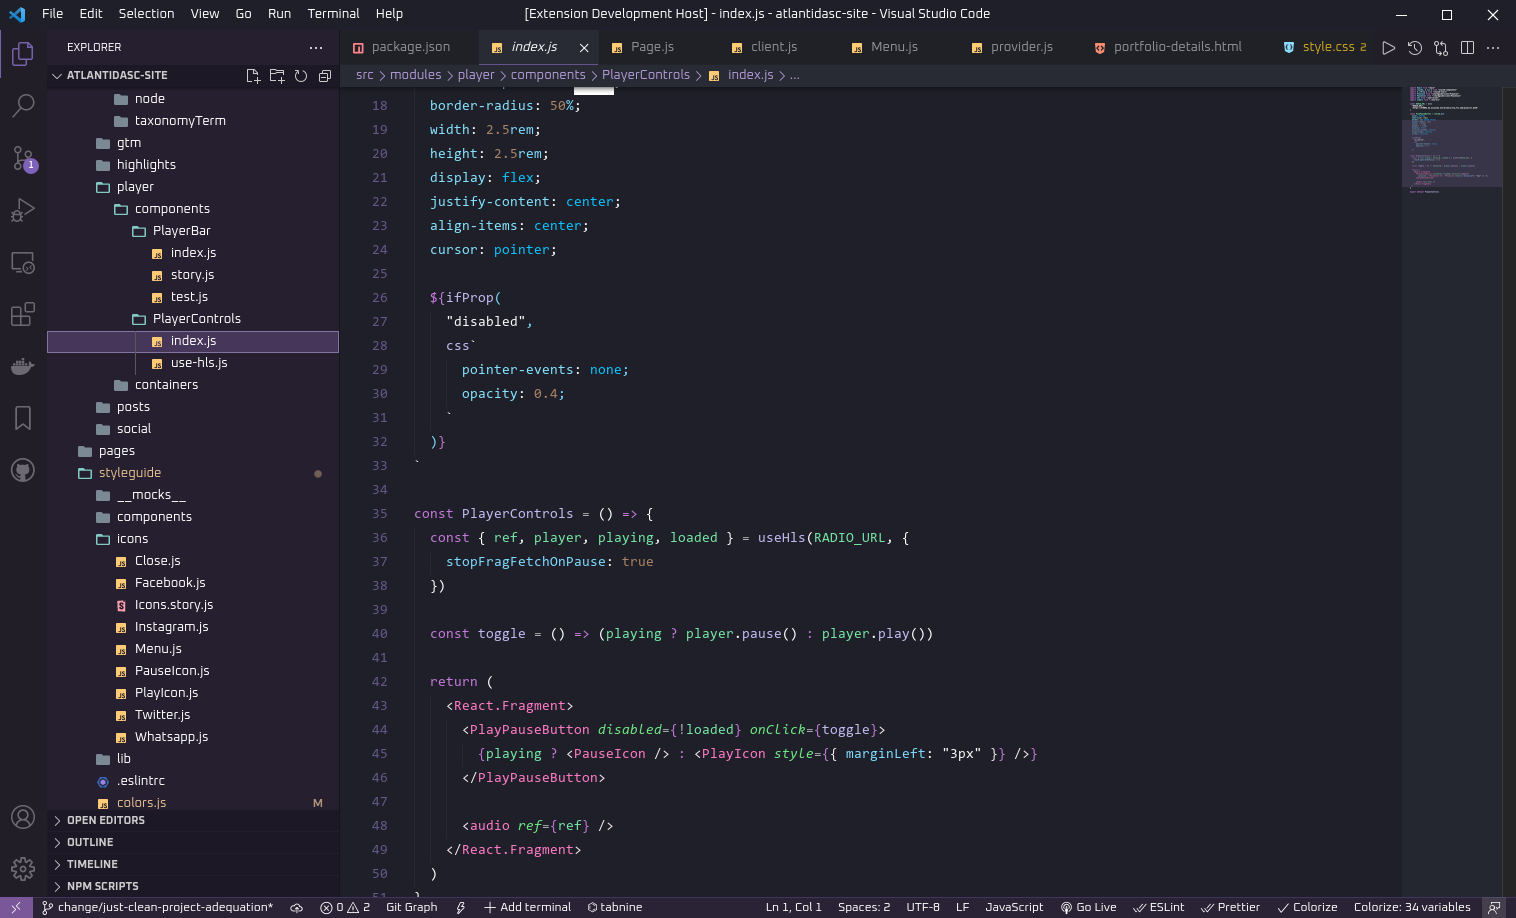 File Edit Selection View Go Run Terminal Help
[Extension Development Host] - index.js - atlantidasc-site - Visual Studio Code
EXPLORER
package.json
index.js
Page.js
client.js
Menu.js
provider.js
portfolio-details.html
style.css 2
src > modules > player > components > PlayerControls > index.js > ...
ATLANTIDASC-SITE
node
taxonomyTerm
gtm
highlights
player
components
PlayerBar
index.js
story.js
test.js
PlayerControls
index.js
use-hls.js
containers
posts
social
pages
styleguide
__mocks__
components
icons
Close.js
Facebook.js
Icons.story.js
Instagram.js
Menu.js
PauseIcon.js
PlayIcon.js
Twitter.js
Whatsapp.js
lib
.eslintrc
colors.js M
OPEN EDITORS
OUTLINE
TIMELINE
NPM SCRIPTS
1
18 border-radius: 50%;
19 width: 2.5rem;
20 height: 2.5rem;
21 display: flex;
22 justify-content: center;
23 align-items: center;
24 cursor: pointer;
25
26 ${ifProp(
27 "disabled",
28 css`
29 pointer-events: none;
30 opacity: 0.4;
31 `
32 )}
33 `
34
35 const PlayerControls = () => {
36 const { ref, player, playing, loaded } = useHls(RADIO_URL, {
37 stopFragFetchOnPause: true
38 })
39
40 const toggle = () => (playing ? player.pause() : player.play())
41
42 return (
43 <React.Fragment>
44 <PlayPauseButton disabled={!loaded} onClick={toggle}>
45 {playing ? <PauseIcon /> : <PlayIcon style={{ marginLeft: "3px" }} />}
46 </PlayPauseButton>
47
48 <audio ref={ref} />
49 </React.Fragment>
50 )
51 }
change/just-clean-project-adequation* 0 2 Git Graph Add terminal tabnine Ln 1, Col 1 Spaces: 2 UTF-8 LF JavaScript Go Live ESLint Prettier Colorize Colorize: 34 variables